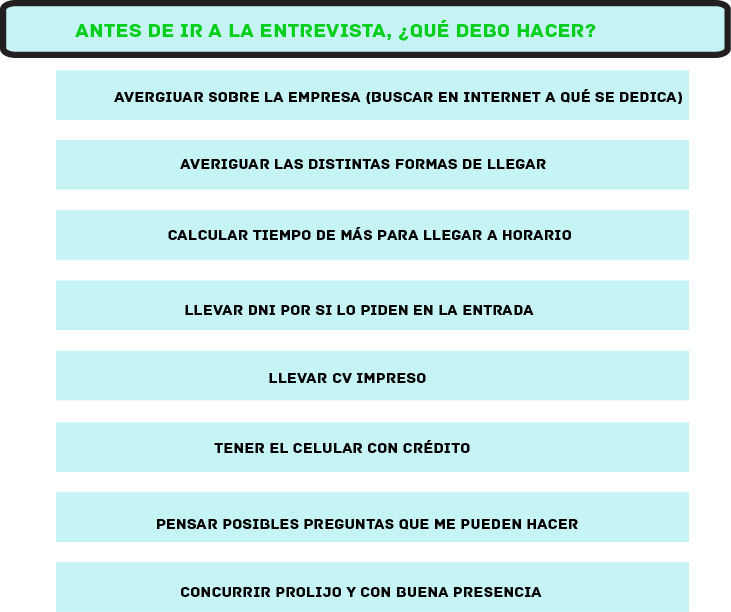 ANTES DE IR A LA ENTREVISTA, ¿QUÉ DEBO HACER?
AVERGIUAR SOBRE LA EMPRESA (BUSCAR EN INTERNET A QUÉ SE DEDICA)
AVERIGUAR LAS DISTINTAS FORMAS DE LLEGAR
CALCULAR TIEMPO DE MÁS PARA LLEGAR A HORARIO
LLEVAR DNI POR SI LO PIDEN EN LA ENTRADA
LLEVAR CV IMPRESO
TENER EL CELULAR CON CRÉDITO
PENSAR POSIBLES PREGUNTAS QUE ME PUEDEN HACER
CONCURRIR PROLIJO Y CON BUENA PRESENCIA